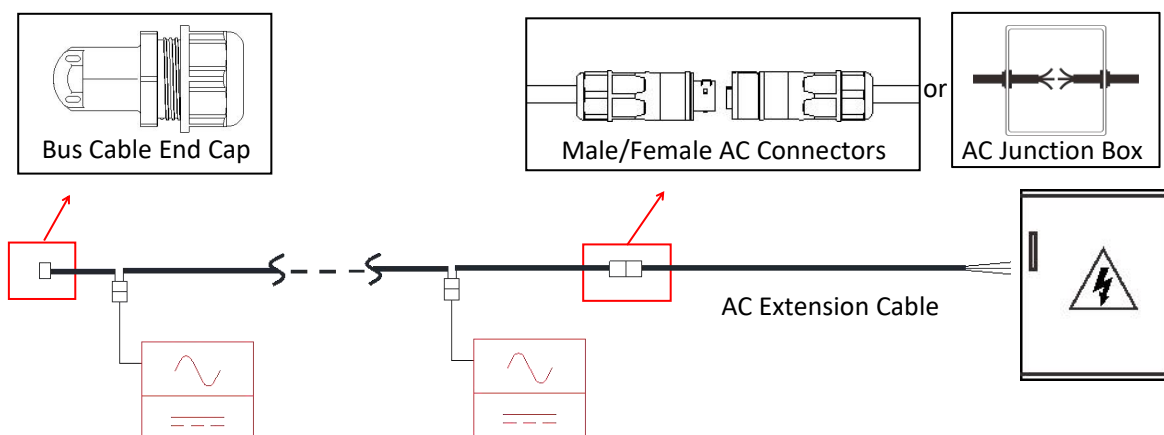 Bus Cable End Cap
Male/Female AC Connectors
or
AC Junction Box
AC Extension Cable